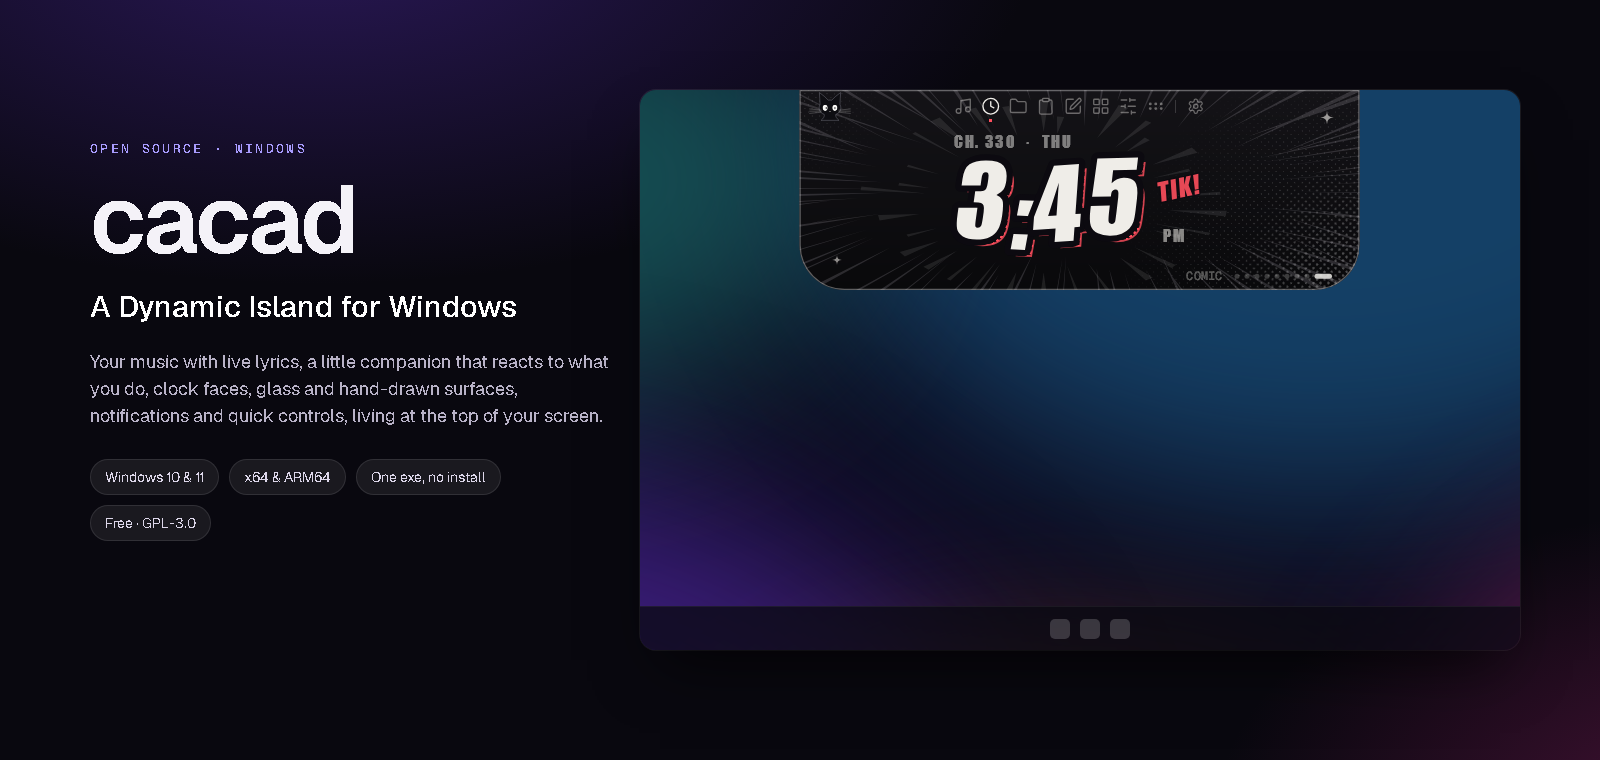 OPEN SOURCE · WINDOWS
cacad
A Dynamic Island for Windows
Your music with live lyrics, a little companion that reacts to what
you do, clock faces, glass and hand-drawn surfaces,
notifications and quick controls, living at the top of your screen.
Windows 10 & 11
x64 & ARM64
One exe, no install
Free · GPL-3.0
CH. 330 · THU
3:45
TIK!
PM
COMIC